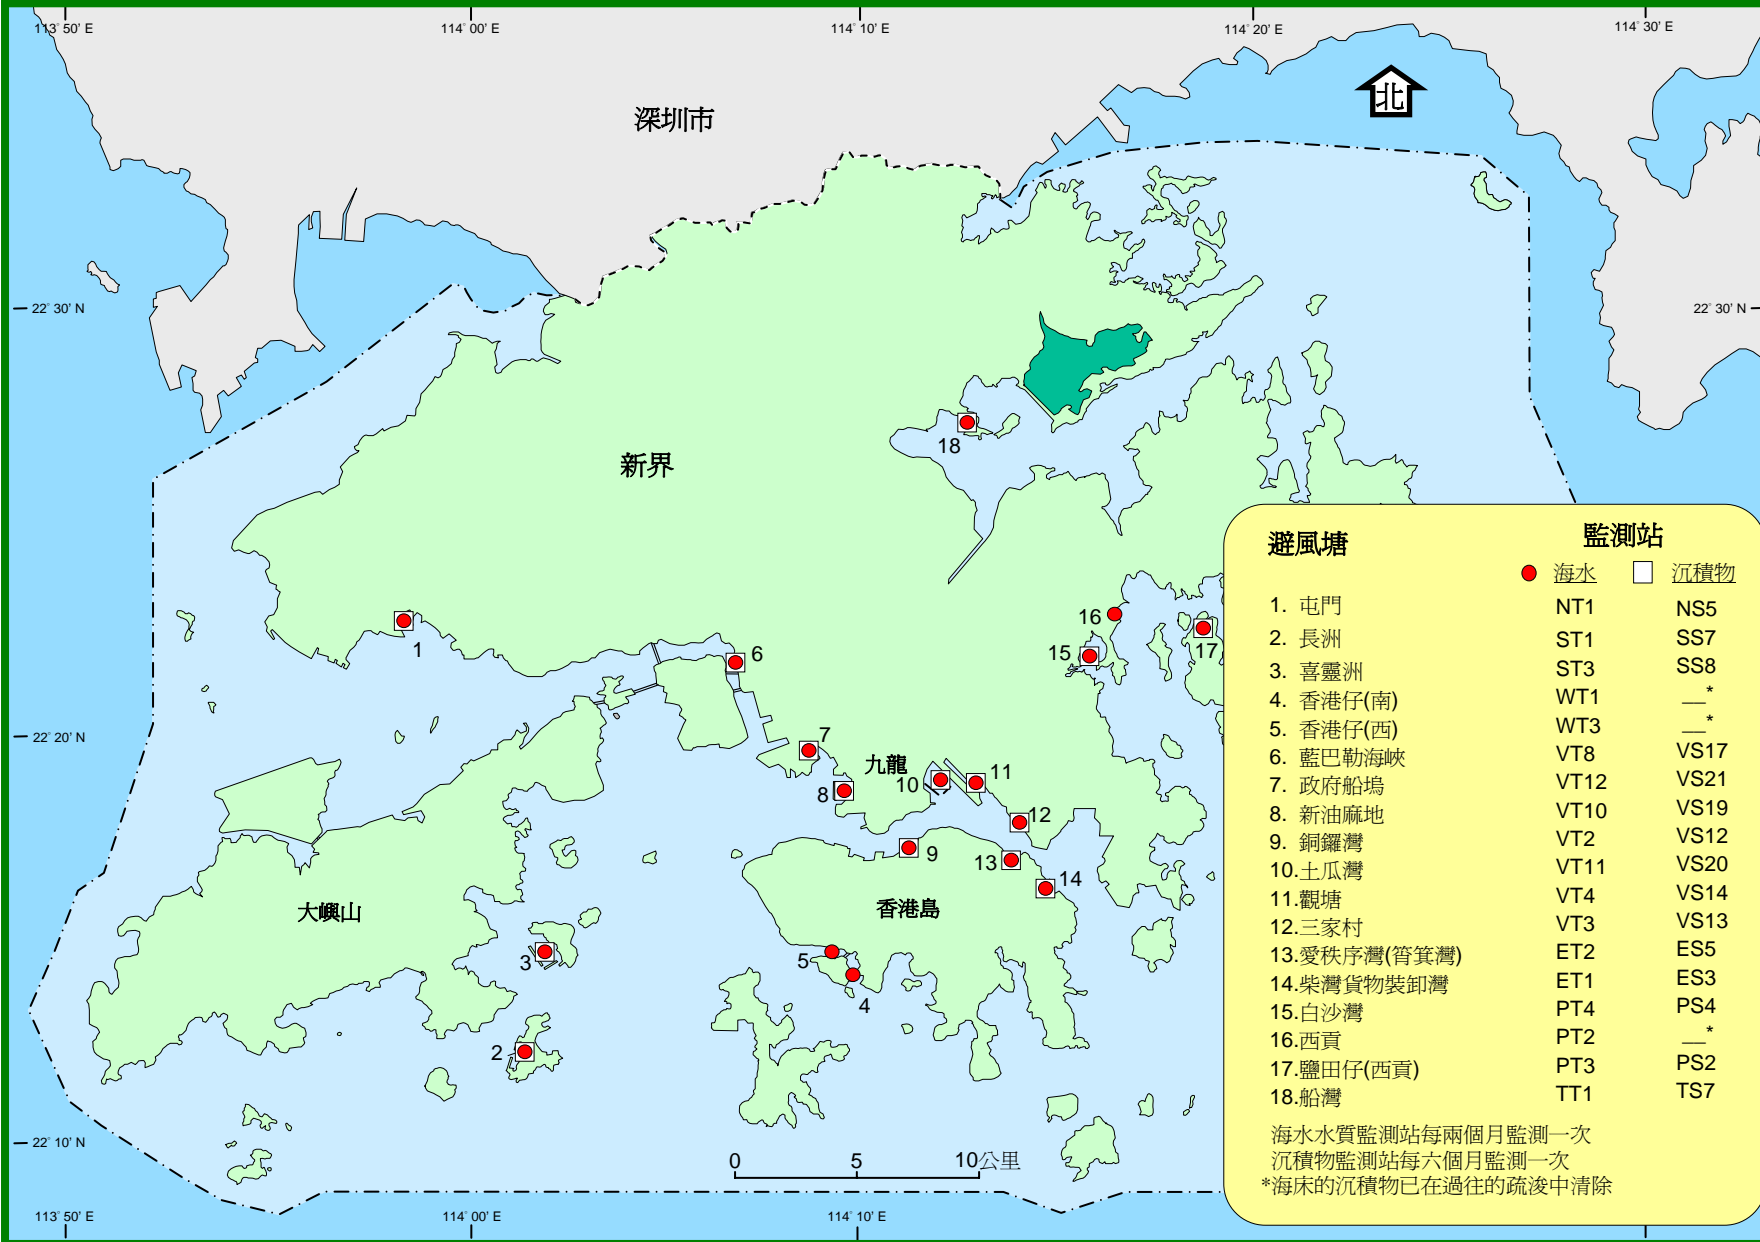 113° 50' E
114° 00' E
114° 10' E
114° 20' E
114° 30' E
北
深圳市
22° 30' N
22° 30' N
18
新界
16
1
15
17
6
22° 20' N
7
九龍
10
11
8
12
9
13
14
大嶼山
香港島
3
5
4
2
22° 10' N
0 5 10公里
113° 50' E
114° 00' E
114° 10' E
避風塘 監測站
海水 沉積物
1. 屯門 NT1 NS5
2. 長洲 ST1 SS7
3. 喜靈洲 ST3 SS8
4. 香港仔(南) WT1 __*
5. 香港仔(西) WT3 __*
6. 藍巴勒海峽 VT8 VS17
7. 政府船塢 VT12 VS21
8. 新油麻地 VT10 VS19
9. 銅鑼灣 VT2 VS12
10.土瓜灣 VT11 VS20
11.觀塘 VT4 VS14
12.三家村 VT3 VS13
13.愛秩序灣(筲箕灣) ET2 ES5
14.柴灣貨物裝卸灣 ET1 ES3
15.白沙灣 PT4 PS4
16.西貢 PT2 __*
17.鹽田仔(西貢) PT3 PS2
18.船灣 TT1 TS7
海水水質監測站每兩個月監測一次
沉積物監測站每六個月監測一次
*海床的沉積物已在過往的疏浚中清除